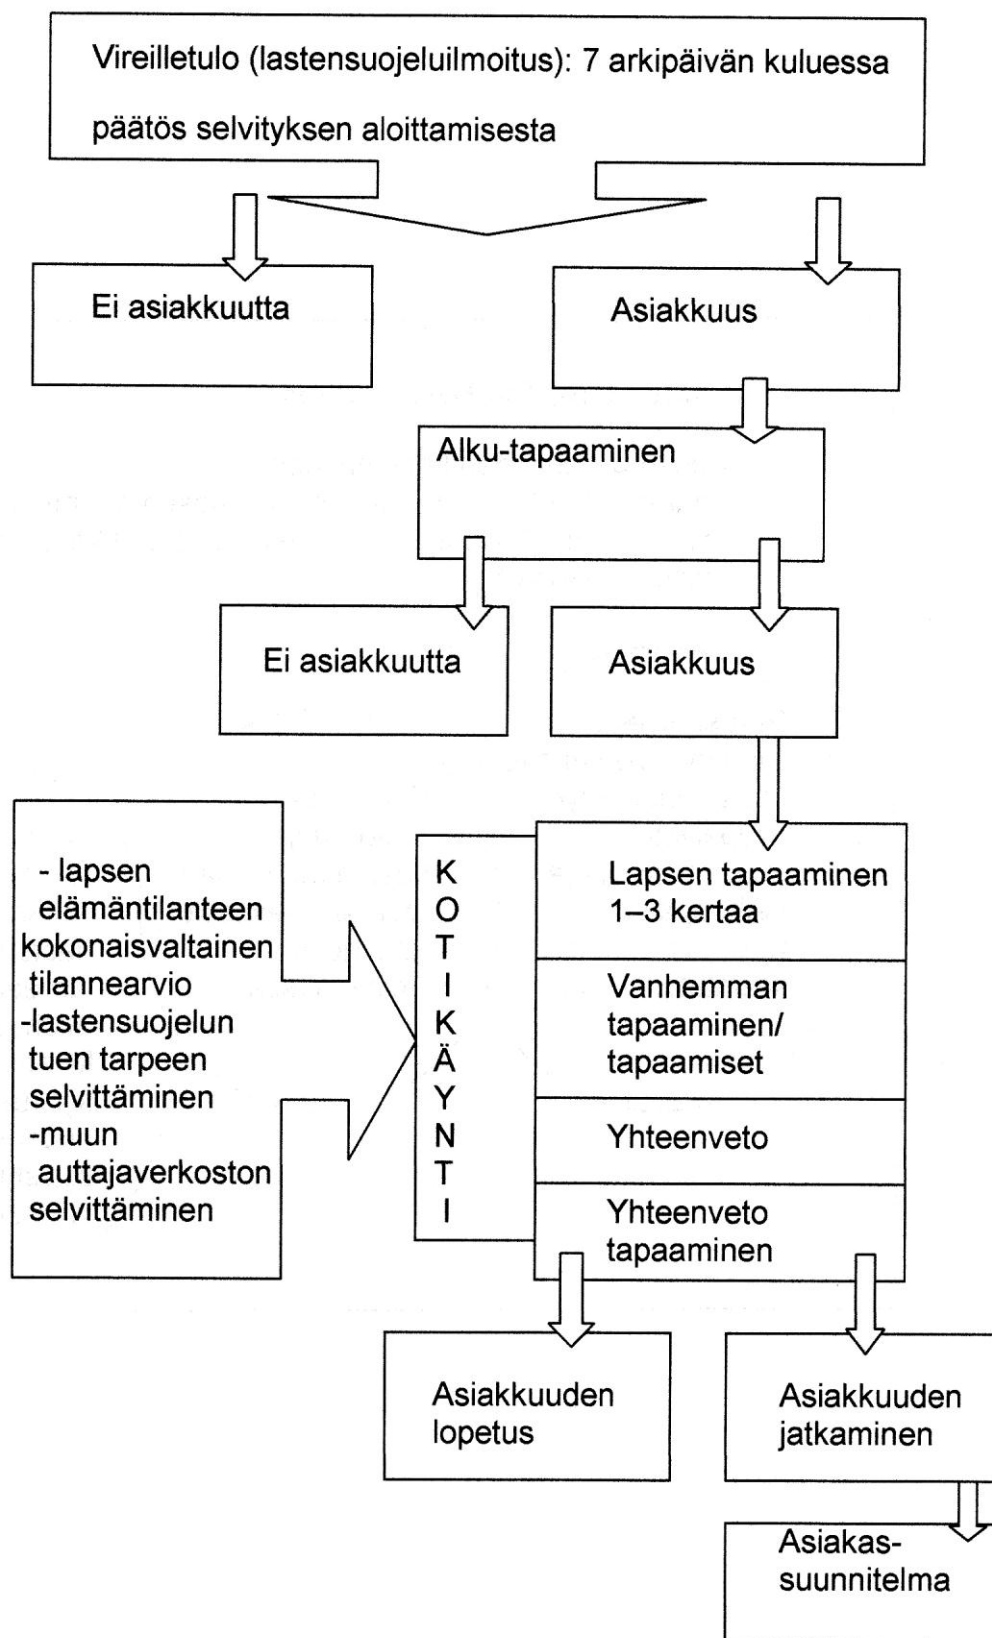 Vireilletulo (lastensuojeluilmoitus): 7 arkipäivän kuluessa
päätös selvityksen aloittamisesta
Ei asiakkuutta
Asiakkuus
Alku-tapaaminen
Ei asiakkuutta
Asiakkuus
- lapsen
elämäntilanteen
kokonaisvaltainen
tilannearvio
-lastensuojelun
tuen tarpeen
selvittäminen
-muun
auttajaverkoston
selvittäminen
K
O
T
I
K
Ä
Y
N
T
I
Lapsen tapaaminen
1–3 kertaa
Vanhemman
tapaaminen/
tapaamiset
Yhteenveto
Yhteenveto
tapaaminen
Asiakkuuden
lopetus
Asiakkuuden
jatkaminen
Asiakas-
suunnitelma